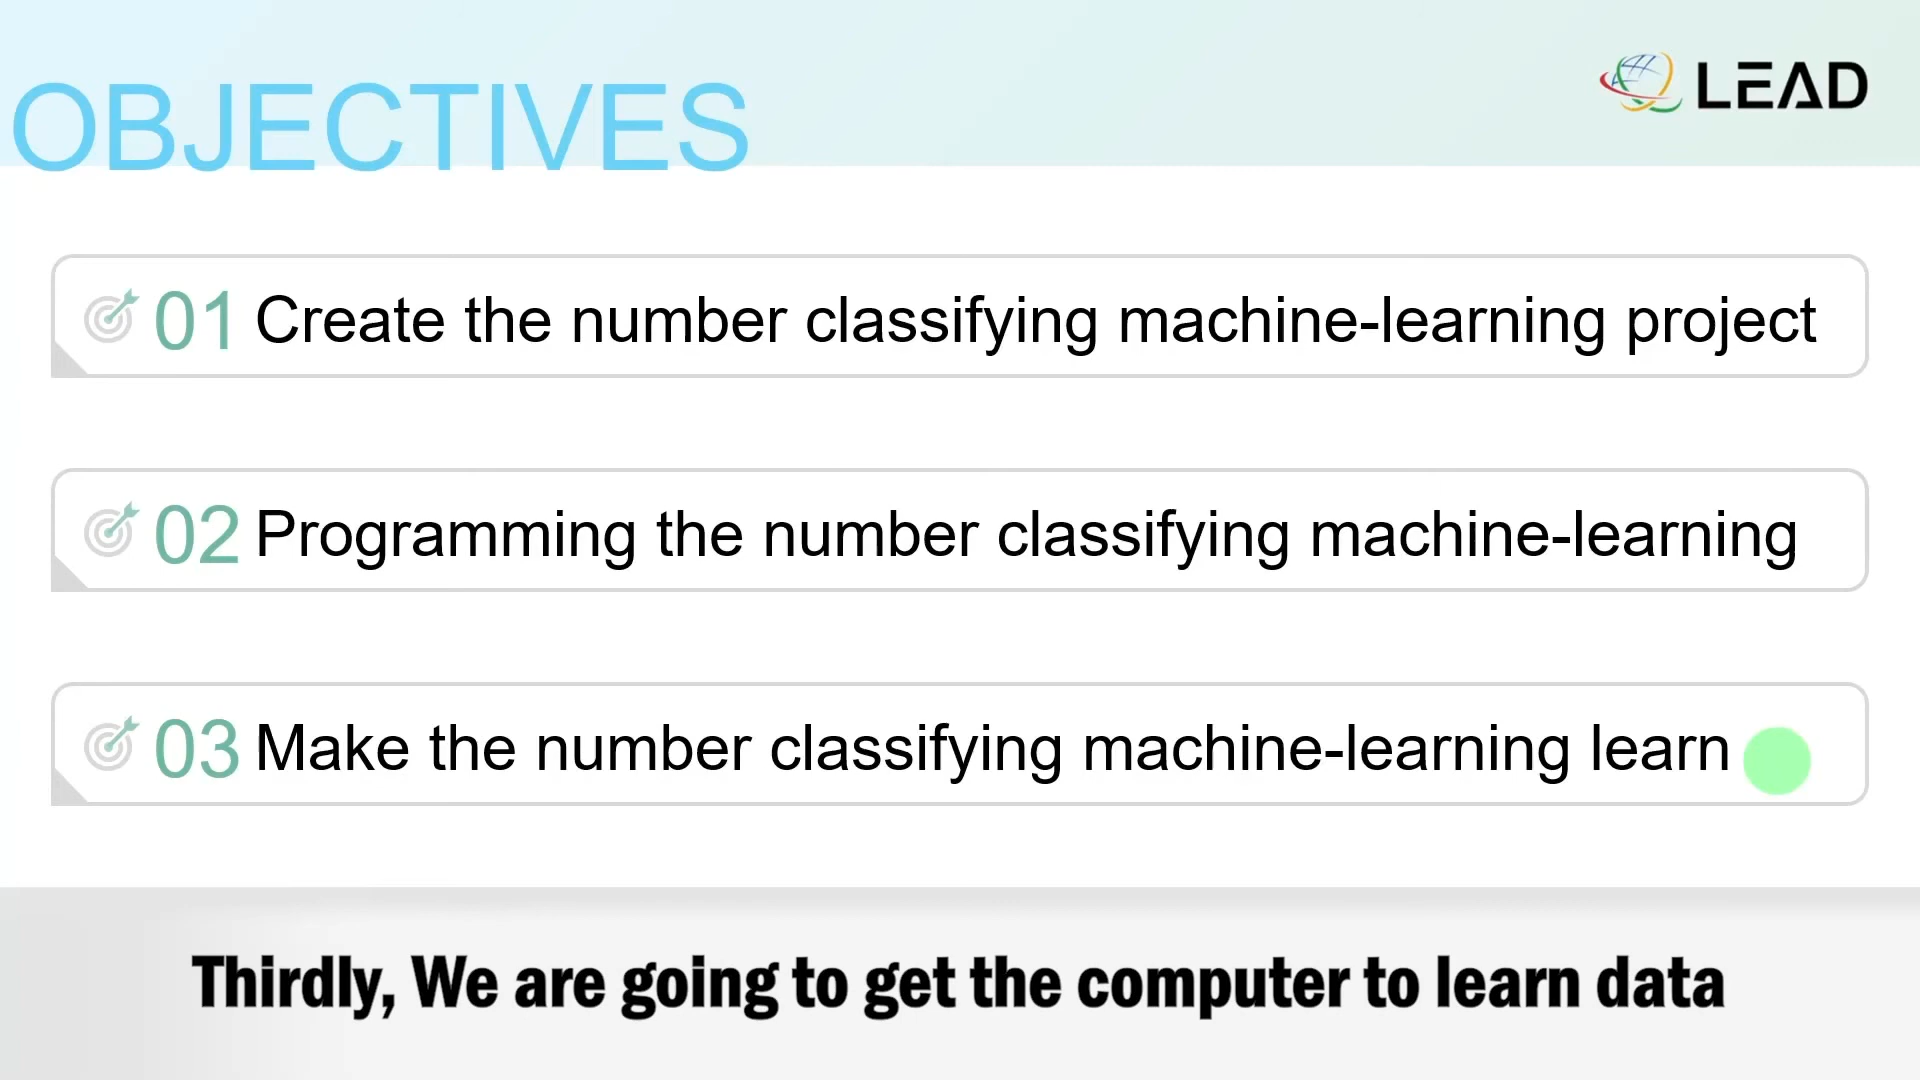 OBJECTIVES
LEAD
01 Create the number classifying machine-learning project
02 Programming the number classifying machine-learning
03 Make the number classifying machine-learning learn
Thirdly, We are going to get the computer to learn data